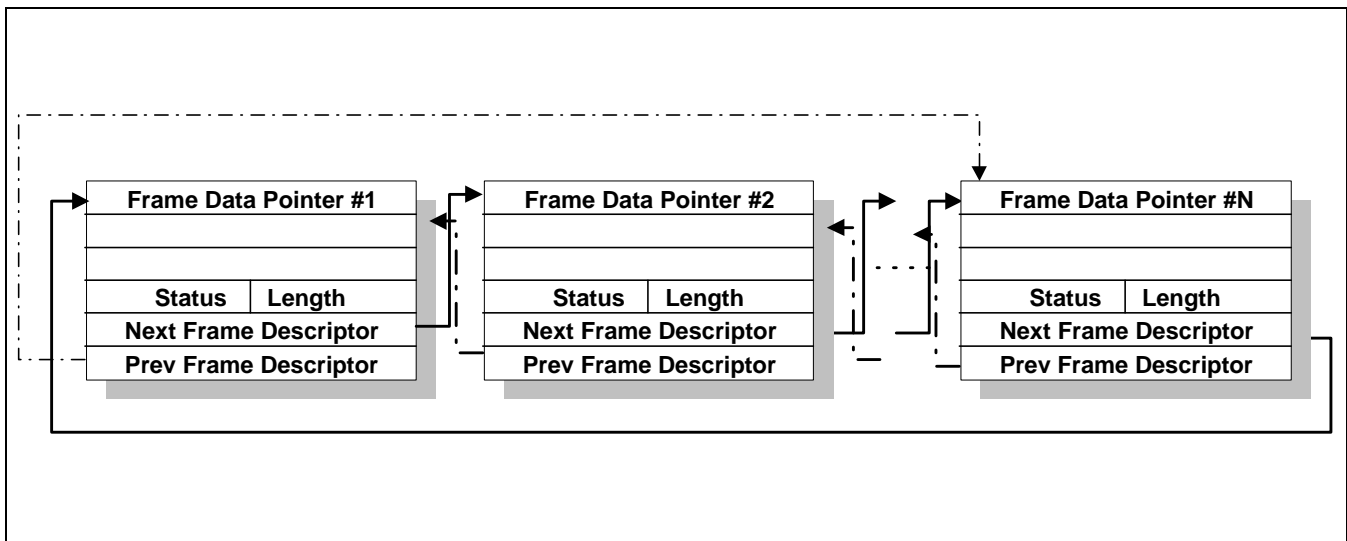 Frame Data Pointer #1
Status Length
Next Frame Descriptor
Prev Frame Descriptor
Frame Data Pointer #2
Status Length
Next Frame Descriptor
Prev Frame Descriptor
Frame Data Pointer #N
Status Length
Next Frame Descriptor
Prev Frame Descriptor